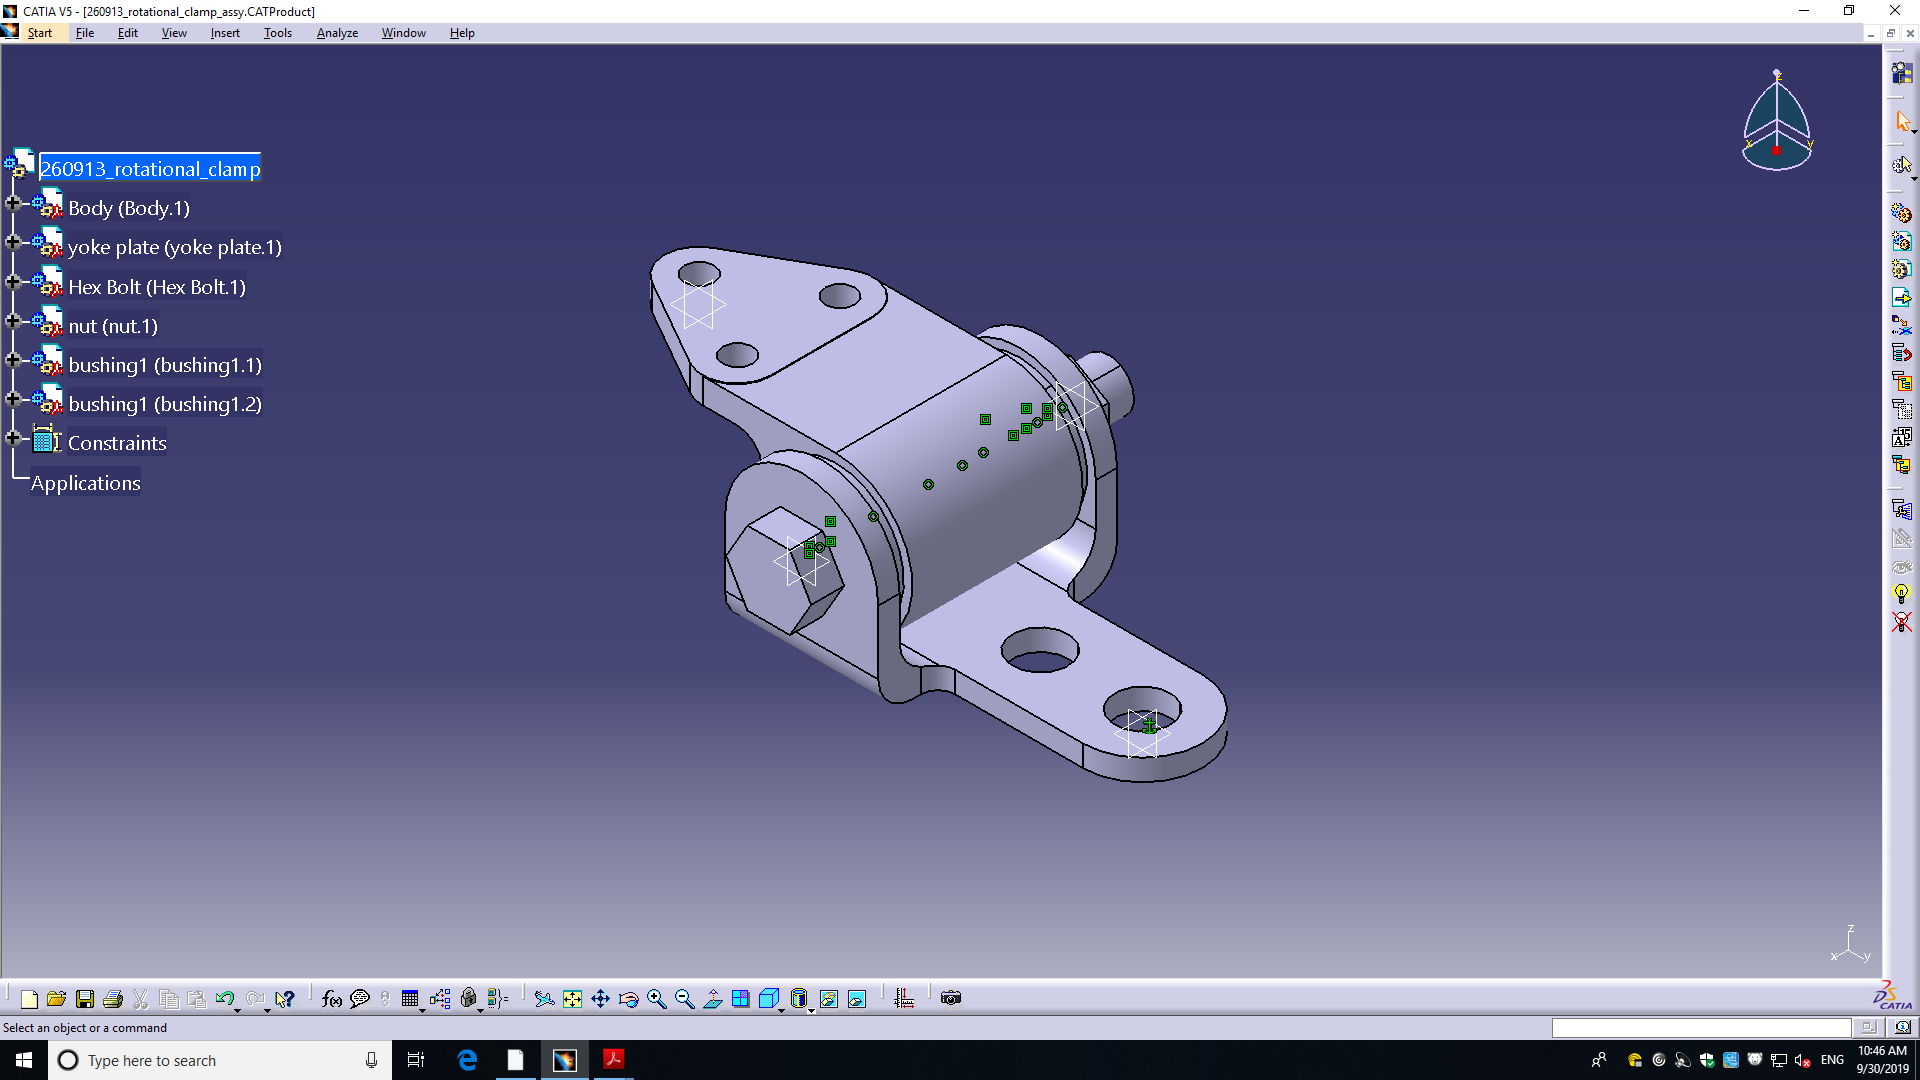 CATIA V5 - [260913_rotational_clamp_assy.CATProduct]
Start File Edit View Insert Tools Analyze Window Help
z
x y
260913_rotational_clamp
Body (Body.1)
yoke plate (yoke plate.1)
Hex Bolt (Hex Bolt.1)
nut (nut.1)
bushing1 (bushing1.1)
bushing1 (bushing1.2)
Constraints
Applications
z
x y
f(x)
CATIA
Select an object or a command
Type here to search
ENG
10:46 AM
9/30/2019